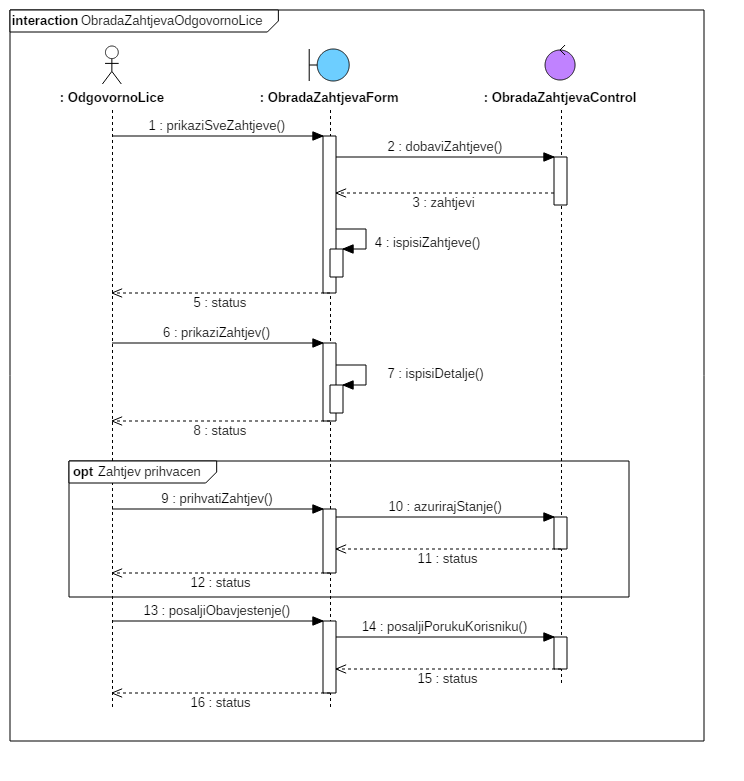 interaction ObradaZahtjevaOdgovornoLice
: OdgovornoLice
: ObradaZahtjevaForm
: ObradaZahtjevaControl
1 : prikaziSveZahtjeve()
2 : dobaviZahtjeve()
3 : zahtjevi
4 : ispisiZahtjeve()
5 : status
6 : prikaziZahtjev()
7 : ispisiDetalje()
8 : status
opt Zahtjev prihvacen
9 : prihvatiZahtjev()
10 : azurirajStanje()
11 : status
12 : status
13 : posaljiObavjestenje()
14 : posaljiPorukuKorisniku()
15 : status
16 : status